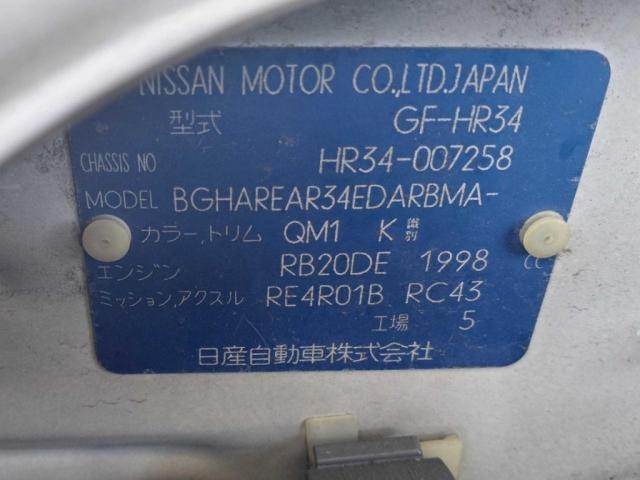 NISSAN MOTOR CO.,LTD.JAPAN
型式 GF-HR34
CHASSIS NO HR34-007258
MODEL BGHAREAR34EDARBMA-
カラー,トリム QM1 K 識別
エンジン RB20DE 1998 CC
ミッション,アクスル RE4R01B RC43
工場 5
日産自動車株式会社